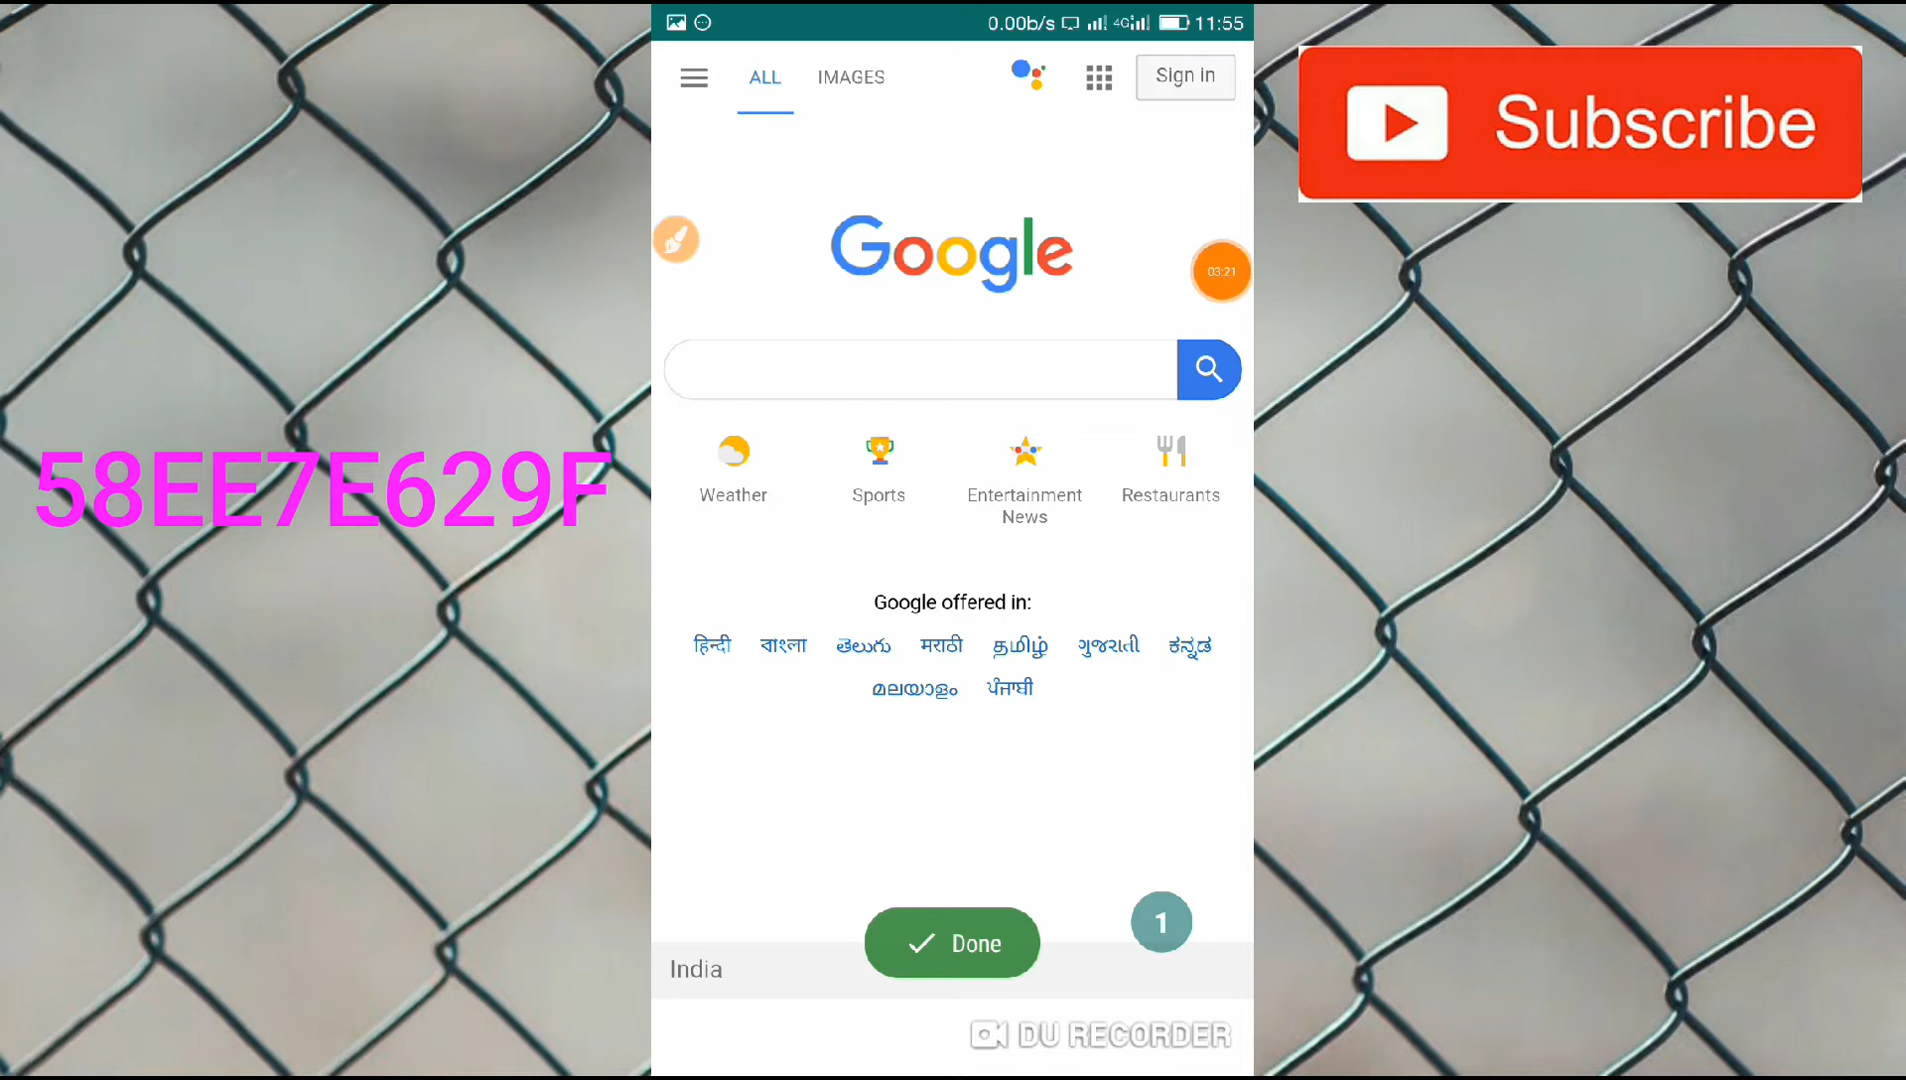 0.00b/s 4G 11:55
ALL IMAGES Sign in
Subscribe
Google
03:21
58EE7E629F
Weather Sports Entertainment News Restaurants
Google offered in:
हिन्दी বাংলা తెలుగు मराठी தமிழ் ગુજરાતી ಕನ್ನಡ
മലയാളം ਪੰਜਾਬੀ
1
Done
India
DU RECORDER